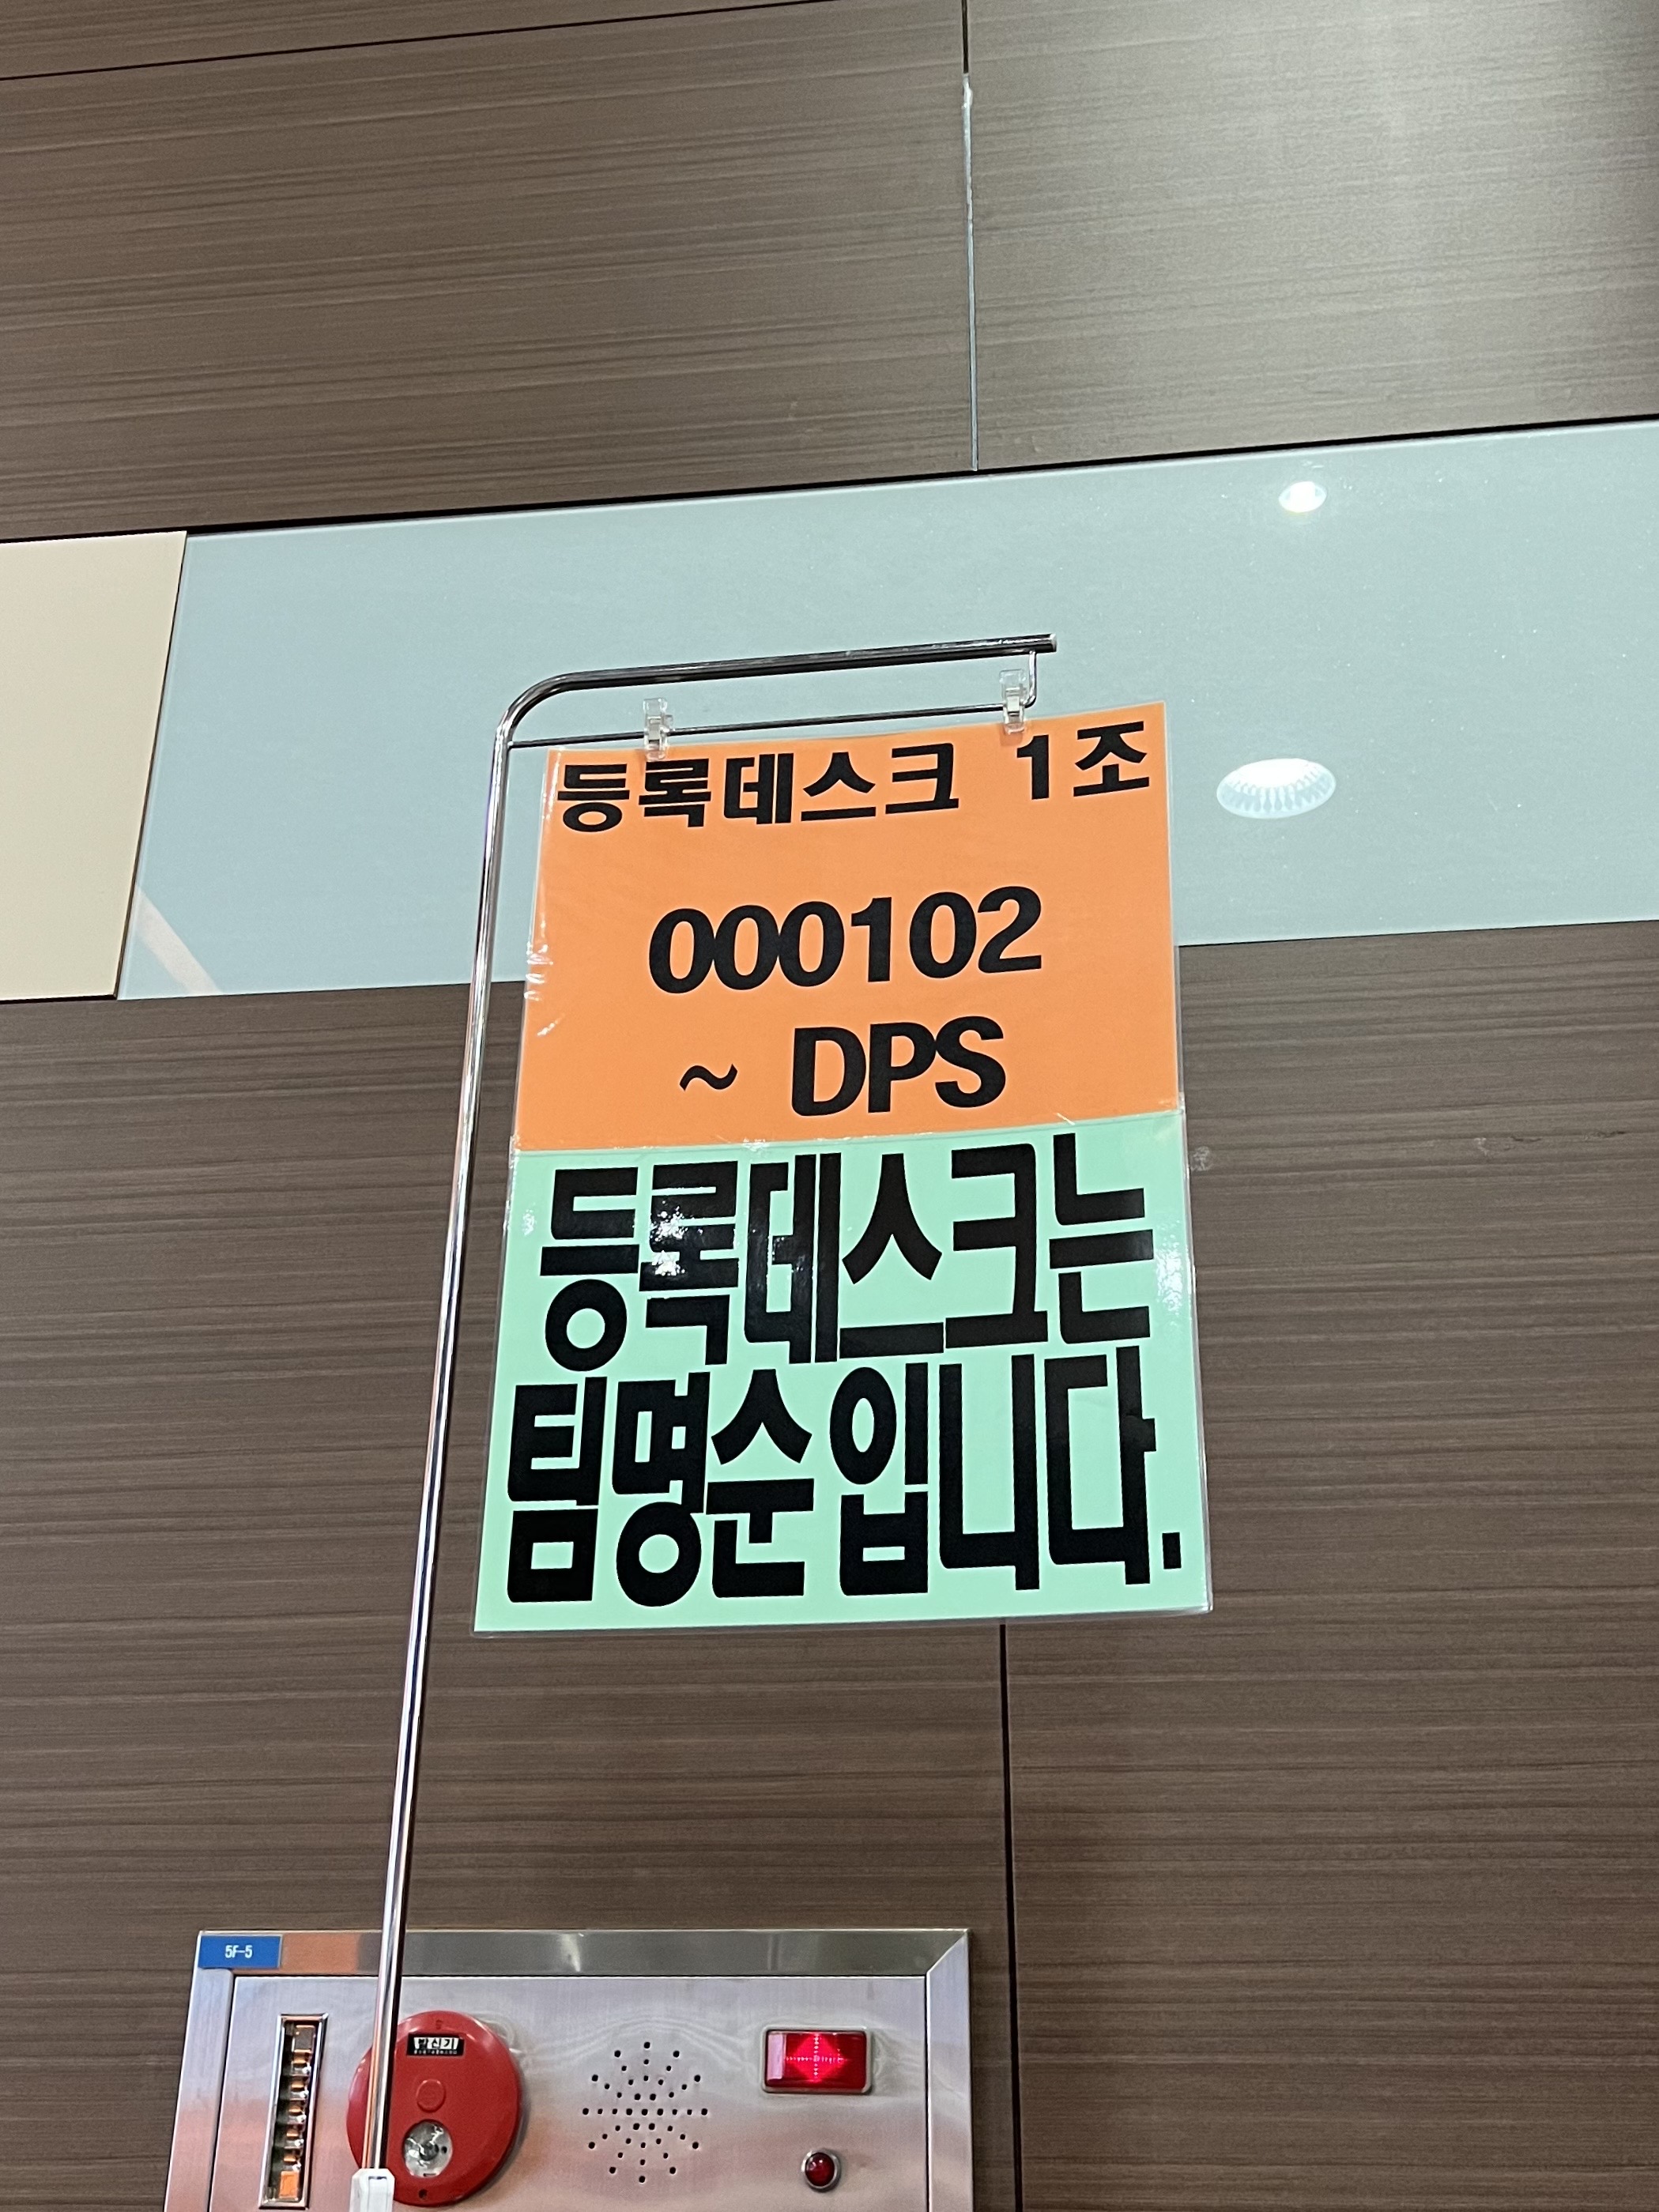 등록데스크 1조
000102
~ DPS
등록데스크는
팀명순입니다.
5F-5
발신기